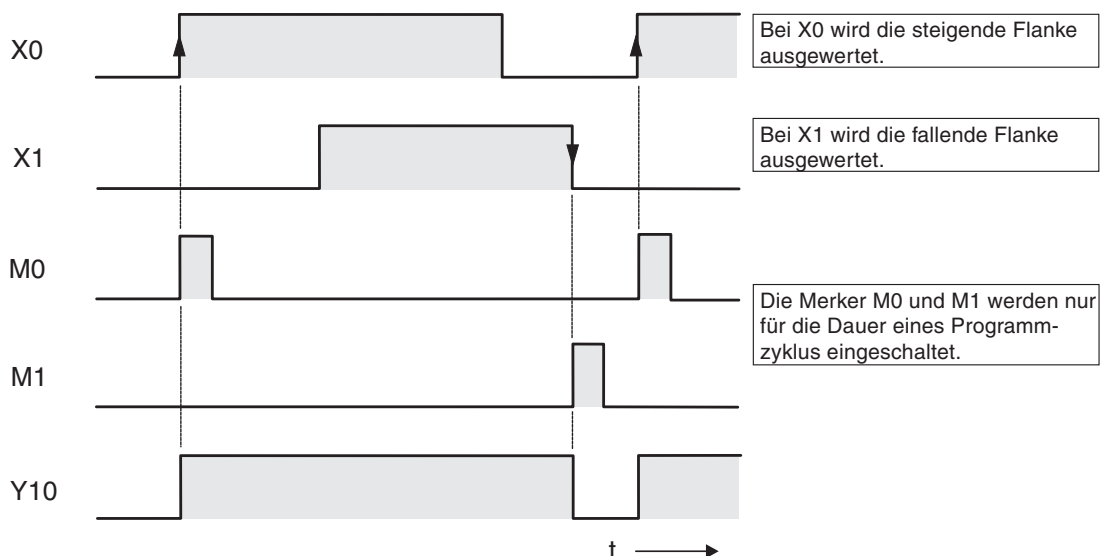 X0
Bei X0 wird die steigende Flanke
ausgewertet.
X1
Bei X1 wird die fallende Flanke
ausgewertet.
M0
Die Merker M0 und M1 werden nur
für die Dauer eines Programm-
zyklus eingeschaltet.
M1
Y10
t